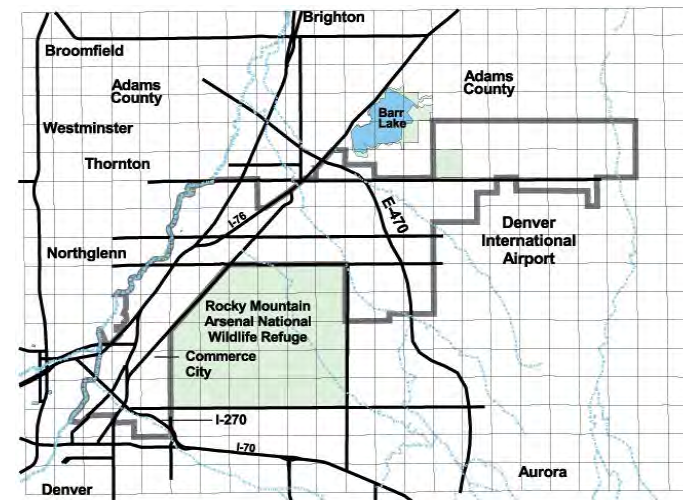 Brighton
Broomfield
Adams
County
Adams
County
Barr
Lake
Westminster
Thornton
E-470
I-76
Denver
International
Airport
Northglenn
Rocky Mountain
Arsenal National
Wildlife Refuge
Commerce
City
I-270
I-70
Aurora
Denver